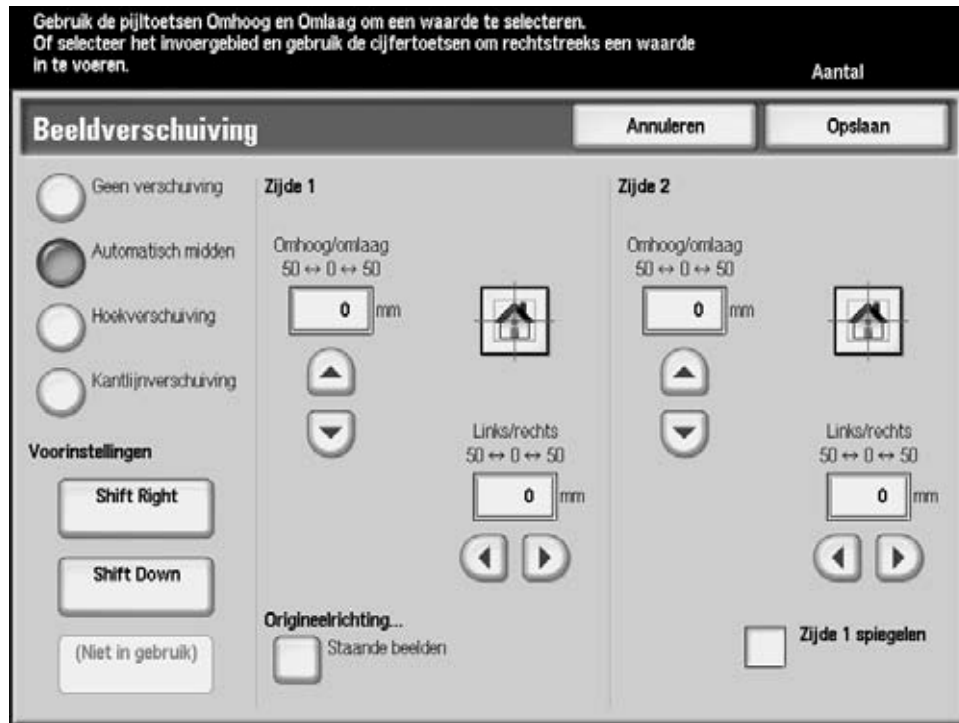 Gebruik de pijltoetsen Omhoog en Omlaag om een waarde te selecteren.
Of selecteer het invoergebied en gebruik de cijfertoetsen om rechtstreeks een waarde
in te voeren.
Aantal
Beeldverschuiving
Annuleren
Opslaan
Geen verschuiving
Automatisch midden
Hoekverschuiving
Kantlijnverschuiving
Voorinstellingen
Shift Right
Shift Down
(Niet in gebruik)
Zijde 1
Omhoog/omlaag
50 ↔ 0 ↔ 50
0 mm
Links/rechts
50 ↔ 0 ↔ 50
0 mm
Origineelrichting...
Staande beelden
Zijde 2
Omhoog/omlaag
50 ↔ 0 ↔ 50
0 mm
Links/rechts
50 ↔ 0 ↔ 50
0 mm
Zijde 1 spiegelen